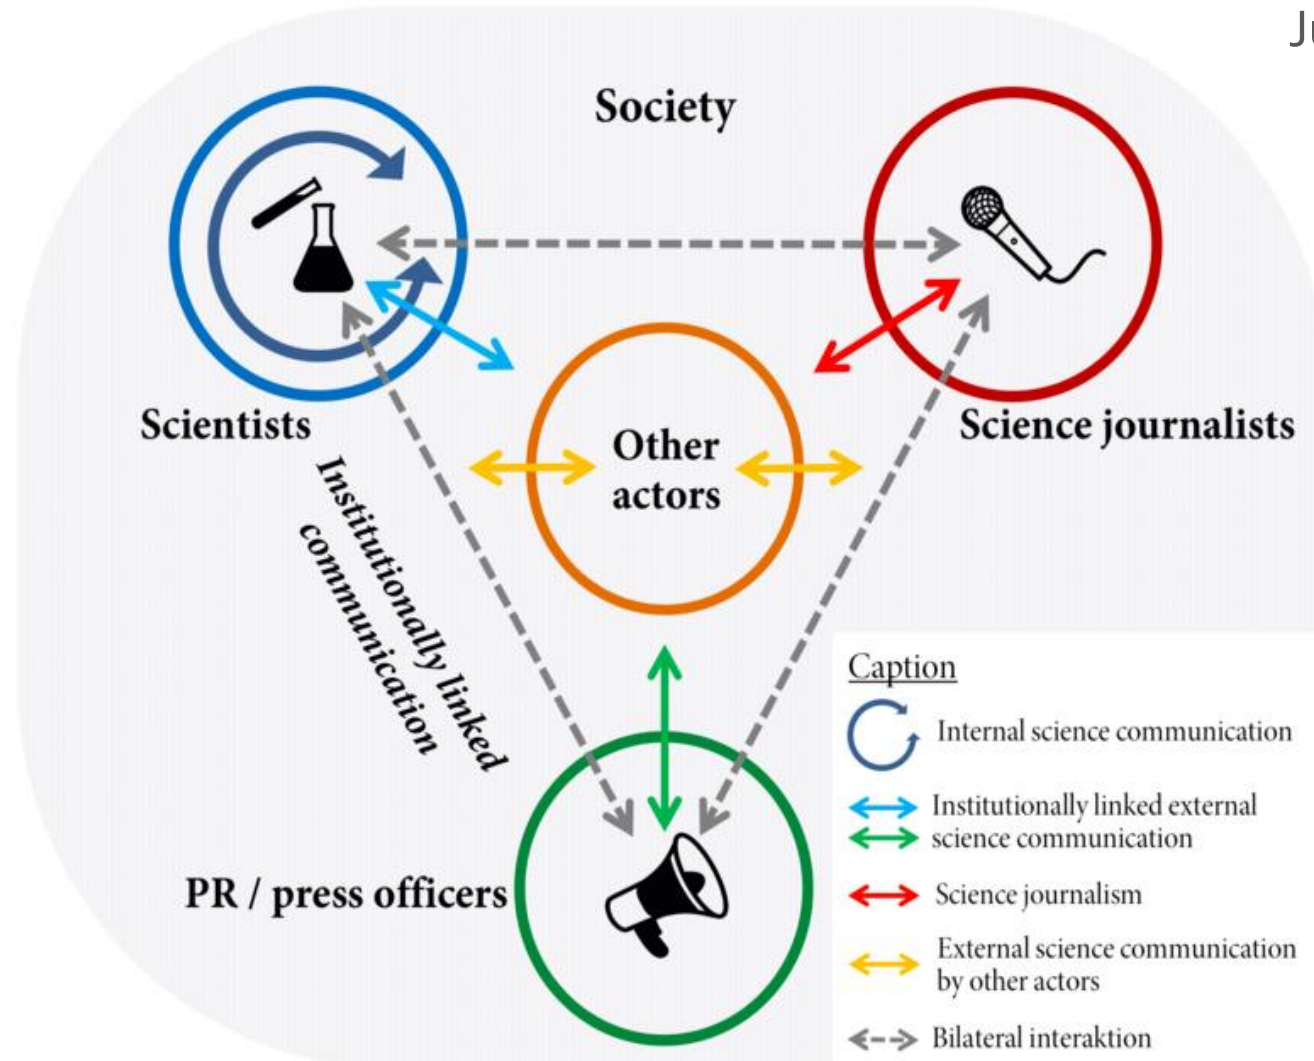 Society
Scientists
Science journalists
Other
actors
Institutionally linked
communication
PR / press officers
Caption
Internal science communication
Institutionally linked external
science communication
Science journalism
External science communication
by other actors
Bilateral interaktion